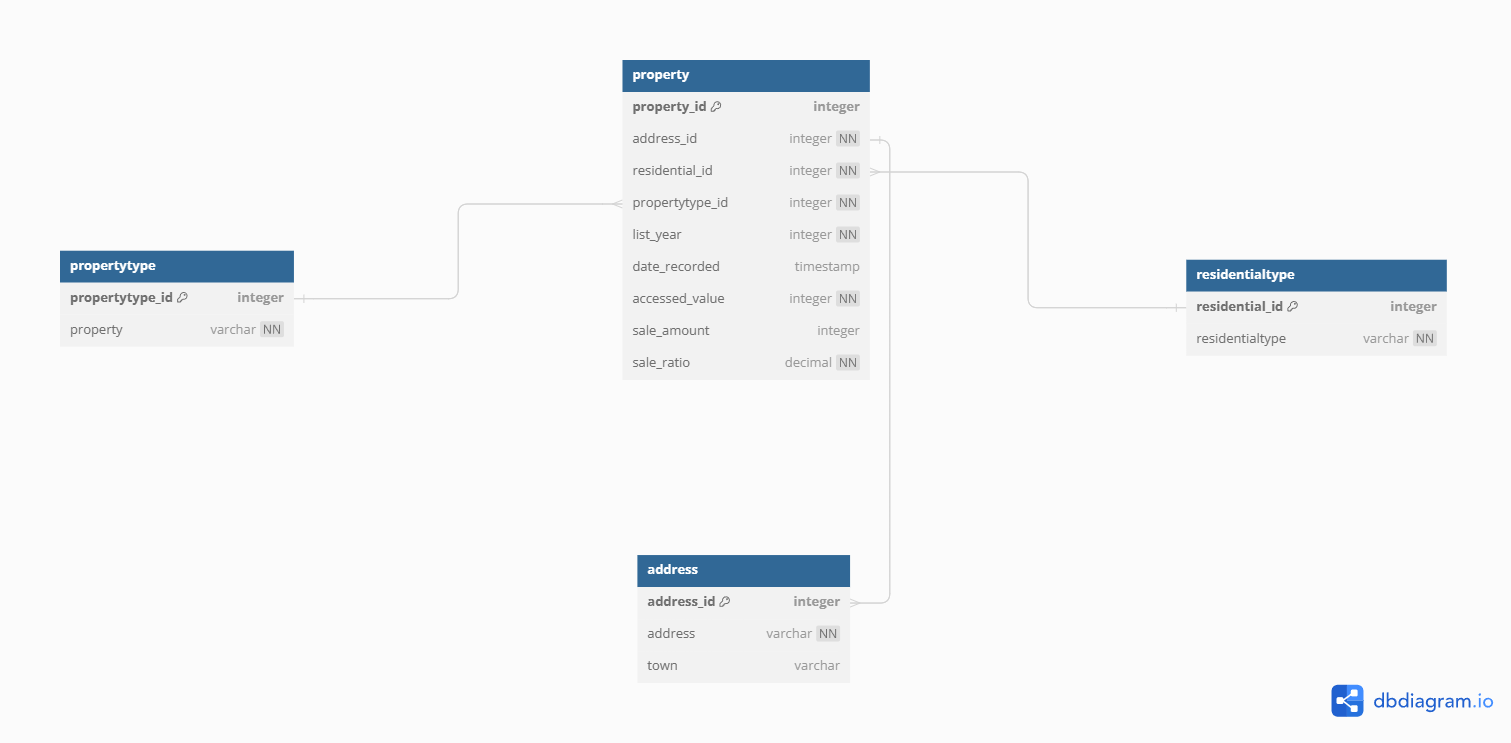 property
property_id integer
address_id integer NN
residential_id integer NN
propertytype_id integer NN
list_year integer NN
date_recorded timestamp
accessed_value integer NN
sale_amount integer
sale_ratio decimal NN
propertytype
propertytype_id integer
property varchar NN
residentialtype
residential_id integer
residentialtype varchar NN
address
address_id integer
address varchar NN
town varchar
dbdiagram.io